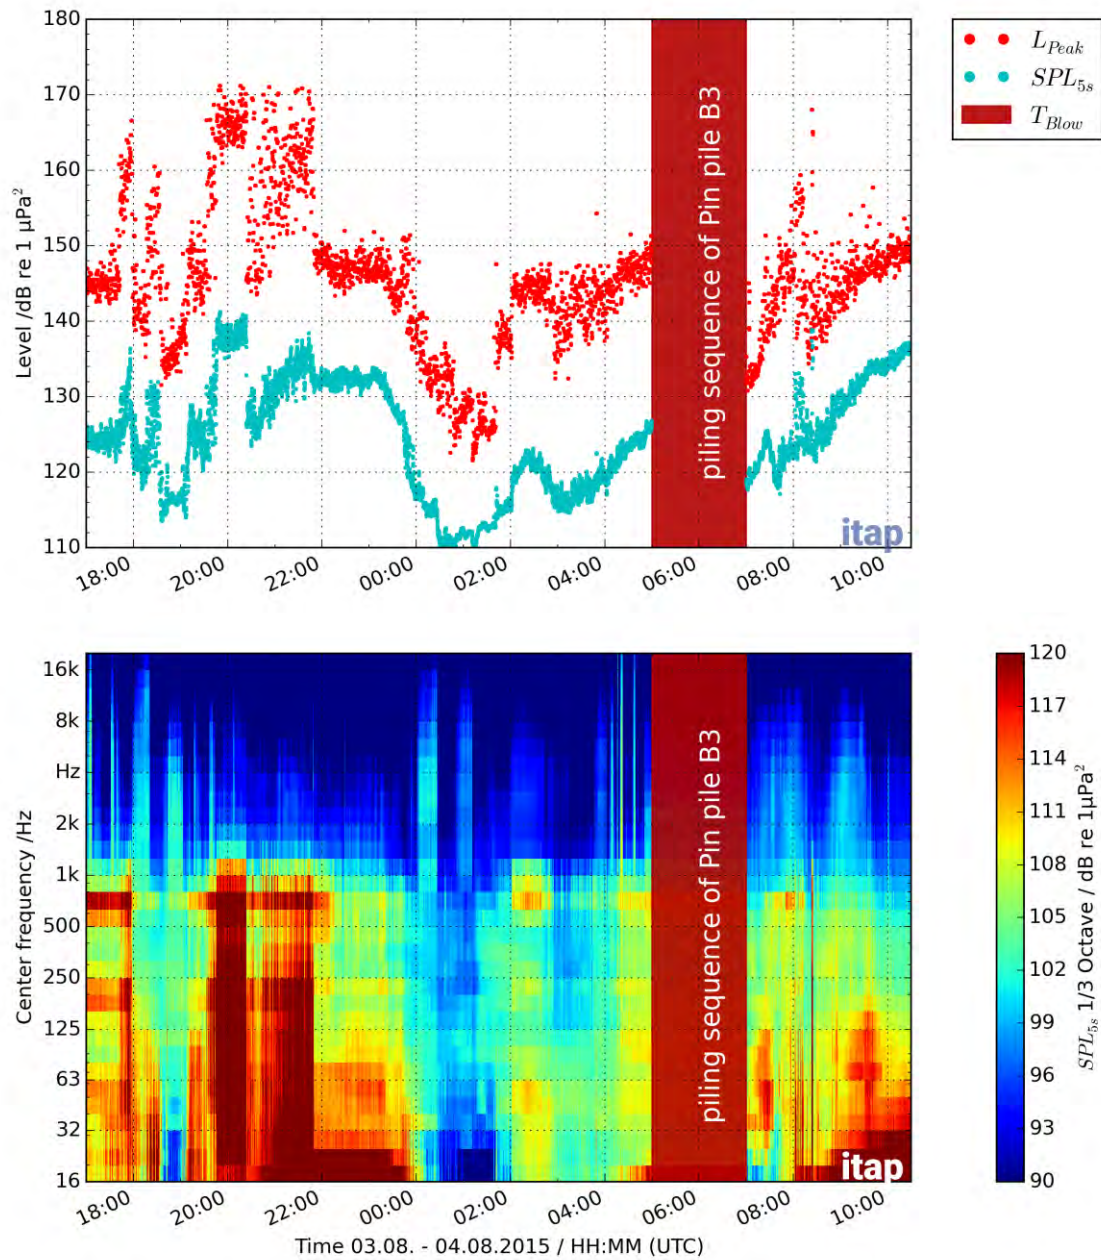 180
170
160
150
140
130
120
110
Level /dB re 1 µPa²
L_Peak
SPL_5s
T_Blow
piling sequence of Pin pile B3
itap
18:00 20:00 22:00 00:00 02:00 04:00 06:00 08:00 10:00
16k
8k
Hz
2k
1k
500
250
125
63
32
16
Center frequency /Hz
piling sequence of Pin pile B3
itap
18:00 20:00 22:00 00:00 02:00 04:00 06:00 08:00 10:00
Time 03.08. - 04.08.2015 / HH:MM (UTC)
120
117
114
111
108
105
102
99
96
93
90
SPL_5s 1/3 Octave / dB re 1µPa²